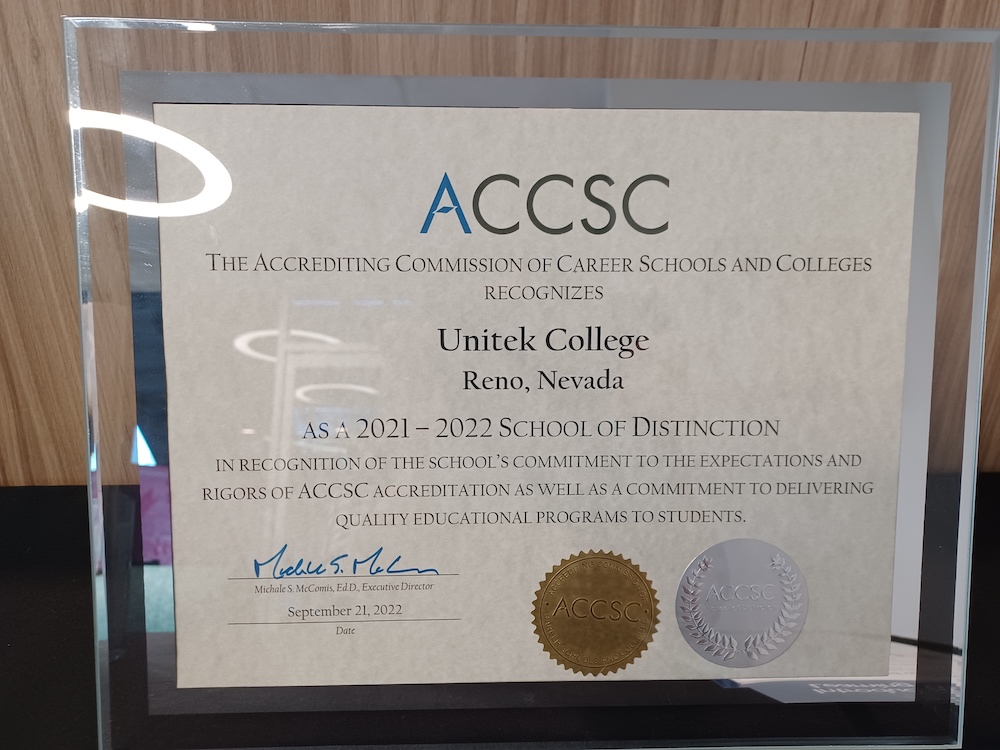 ACCSC
THE ACCREDITING COMMISSION OF CAREER SCHOOLS AND COLLEGES
RECOGNIZES
Unitek College
Reno, Nevada
AS A 2021 – 2022 SCHOOL OF DISTINCTION
IN RECOGNITION OF THE SCHOOL'S COMMITMENT TO THE EXPECTATIONS AND
RIGORS OF ACCSC ACCREDITATION AS WELL AS A COMMITMENT TO DELIVERING
QUALITY EDUCATIONAL PROGRAMS TO STUDENTS.
Michale S. McComis, Ed.D., Executive Director
September 21, 2022
Date
ACCSC
ACCSC